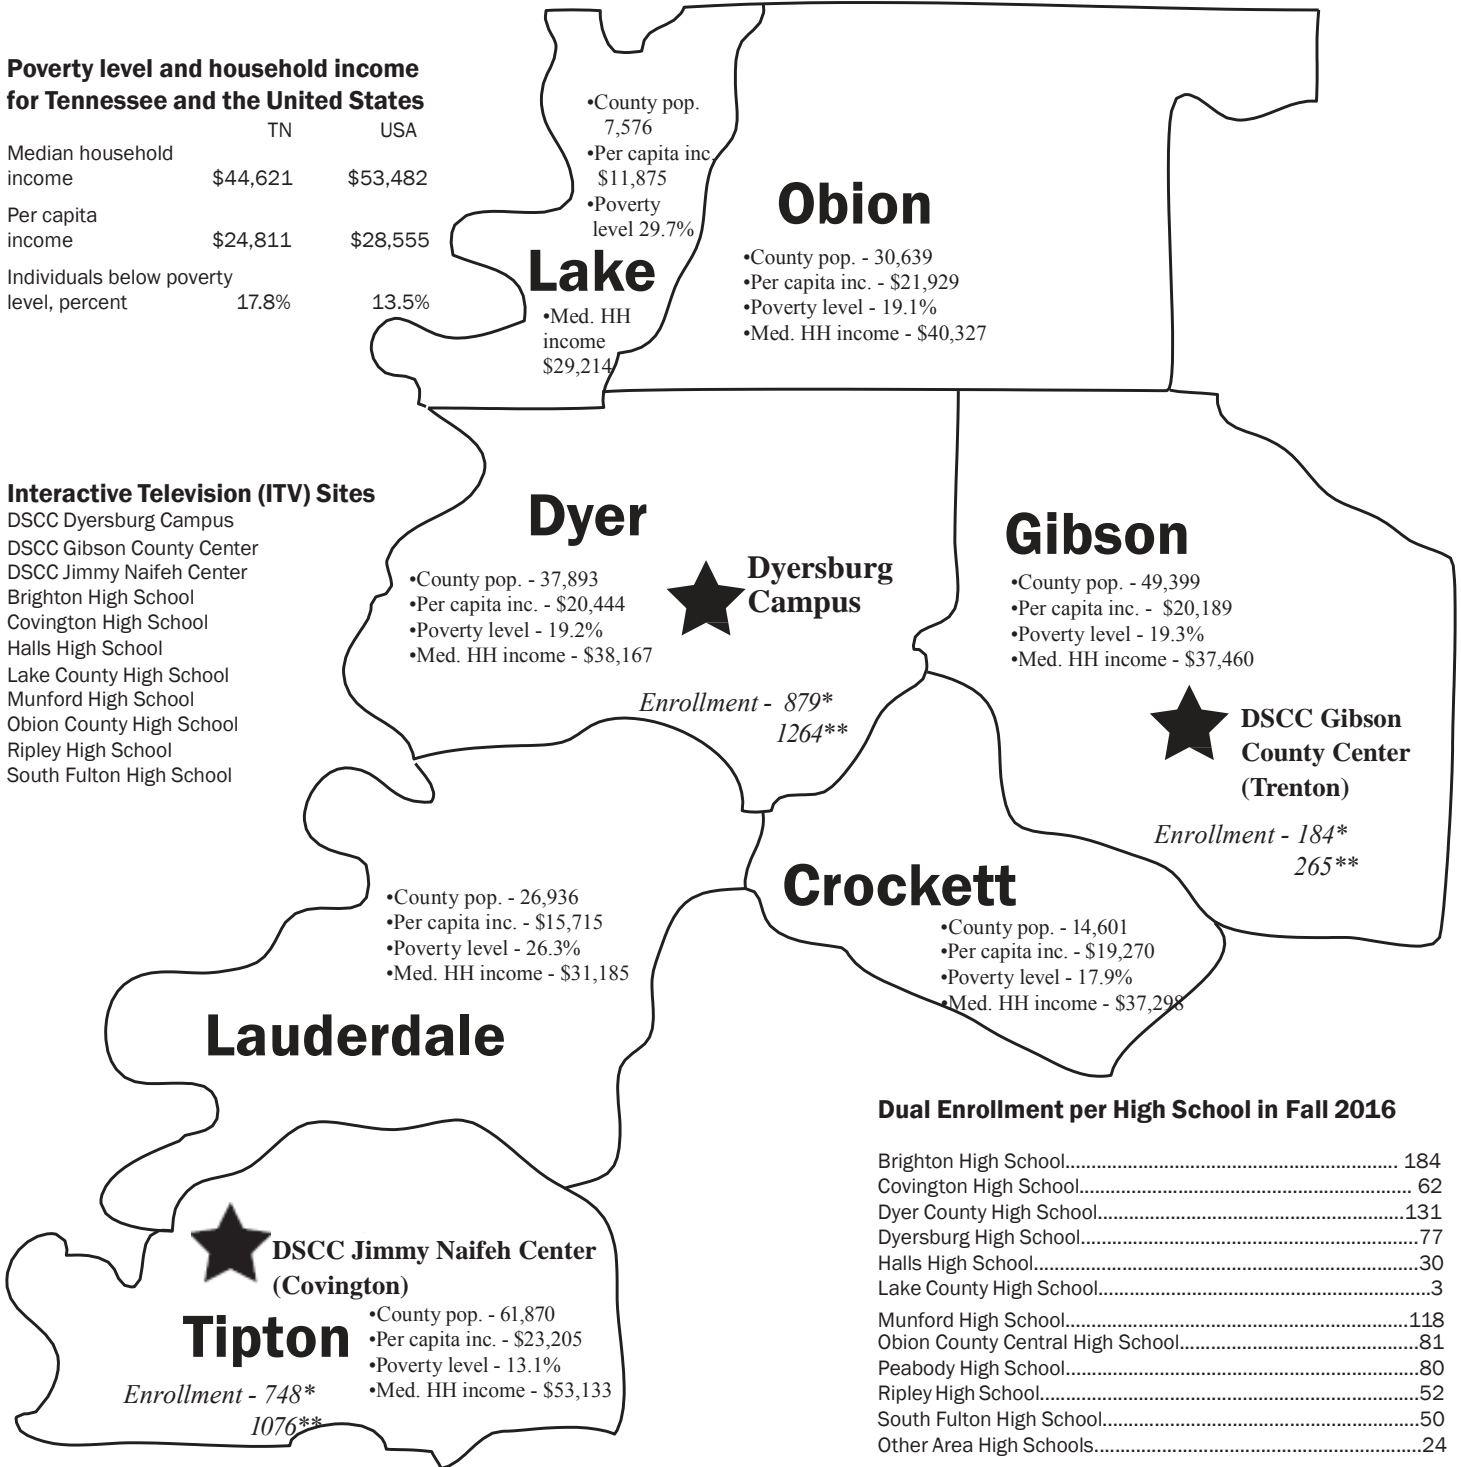 Poverty level and household income
for Tennessee and the United States
TN USA
Median household
income $44,621 $53,482
Per capita
income $24,811 $28,555
Individuals below poverty
level, percent 17.8% 13.5%
•County pop.
7,576
•Per capita inc.
$11,875
•Poverty
level 29.7%
Lake
•Med. HH
income
$29,214
Obion
•County pop. - 30,639
•Per capita inc. - $21,929
•Poverty level - 19.1%
•Med. HH income - $40,327
Interactive Television (ITV) Sites
DSCC Dyersburg Campus
DSCC Gibson County Center
DSCC Jimmy Naifeh Center
Brighton High School
Covington High School
Halls High School
Lake County High School
Munford High School
Obion County High School
Ripley High School
South Fulton High School
Dyer
•County pop. - 37,893
•Per capita inc. - $20,444
•Poverty level - 19.2%
•Med. HH income - $38,167
Dyersburg
Campus
Enrollment - 879*
1264**
Gibson
•County pop. - 49,399
•Per capita inc. - $20,189
•Poverty level - 19.3%
•Med. HH income - $37,460
DSCC Gibson
County Center
(Trenton)
Enrollment - 184*
265**
Crockett
•County pop. - 14,601
•Per capita inc. - $19,270
•Poverty level - 17.9%
•Med. HH income - $37,298
•County pop. - 26,936
•Per capita inc. - $15,715
•Poverty level - 26.3%
•Med. HH income - $31,185
Lauderdale
DSCC Jimmy Naifeh Center
(Covington)
Tipton
•County pop. - 61,870
•Per capita inc. - $23,205
•Poverty level - 13.1%
•Med. HH income - $53,133
Enrollment - 748*
1076**
Dual Enrollment per High School in Fall 2016
Brighton High School................................................................ 184
Covington High School................................................................ 62
Dyer County High School...........................................................131
Dyersburg High School.................................................................77
Halls High School..........................................................................30
Lake County High School................................................................3
Munford High School..................................................................118
Obion County Central High School..............................................81
Peabody High School....................................................................80
Ripley High School.........................................................................52
South Fulton High School.............................................................50
Other Area High Schools...............................................................24